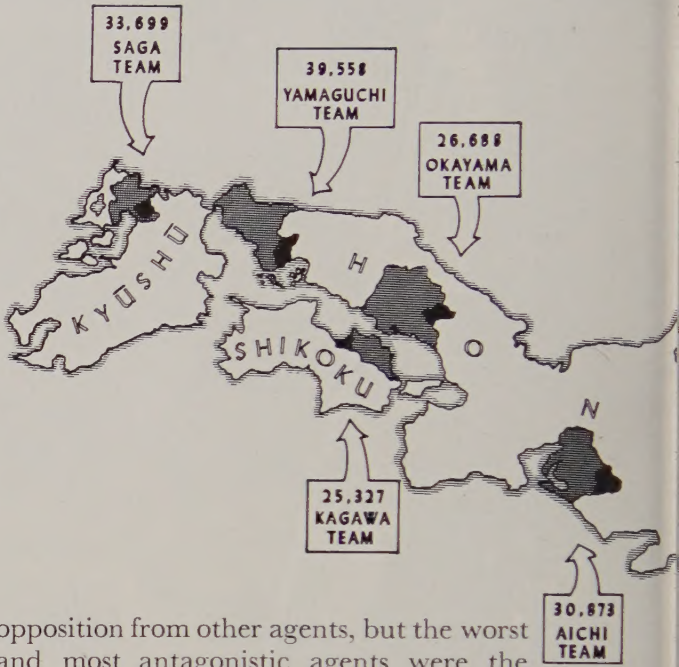 33,699
SAGA
TEAM
39,558
YAMAGUCHI
TEAM
26,688
OKAYAMA
TEAM
KYŪSHŪ
H O N
SHIKOKU
25,327
KAGAWA
TEAM
30,873
AICHI
TEAM
opposition from other agents, but the worst
and most antagonistic agents were the